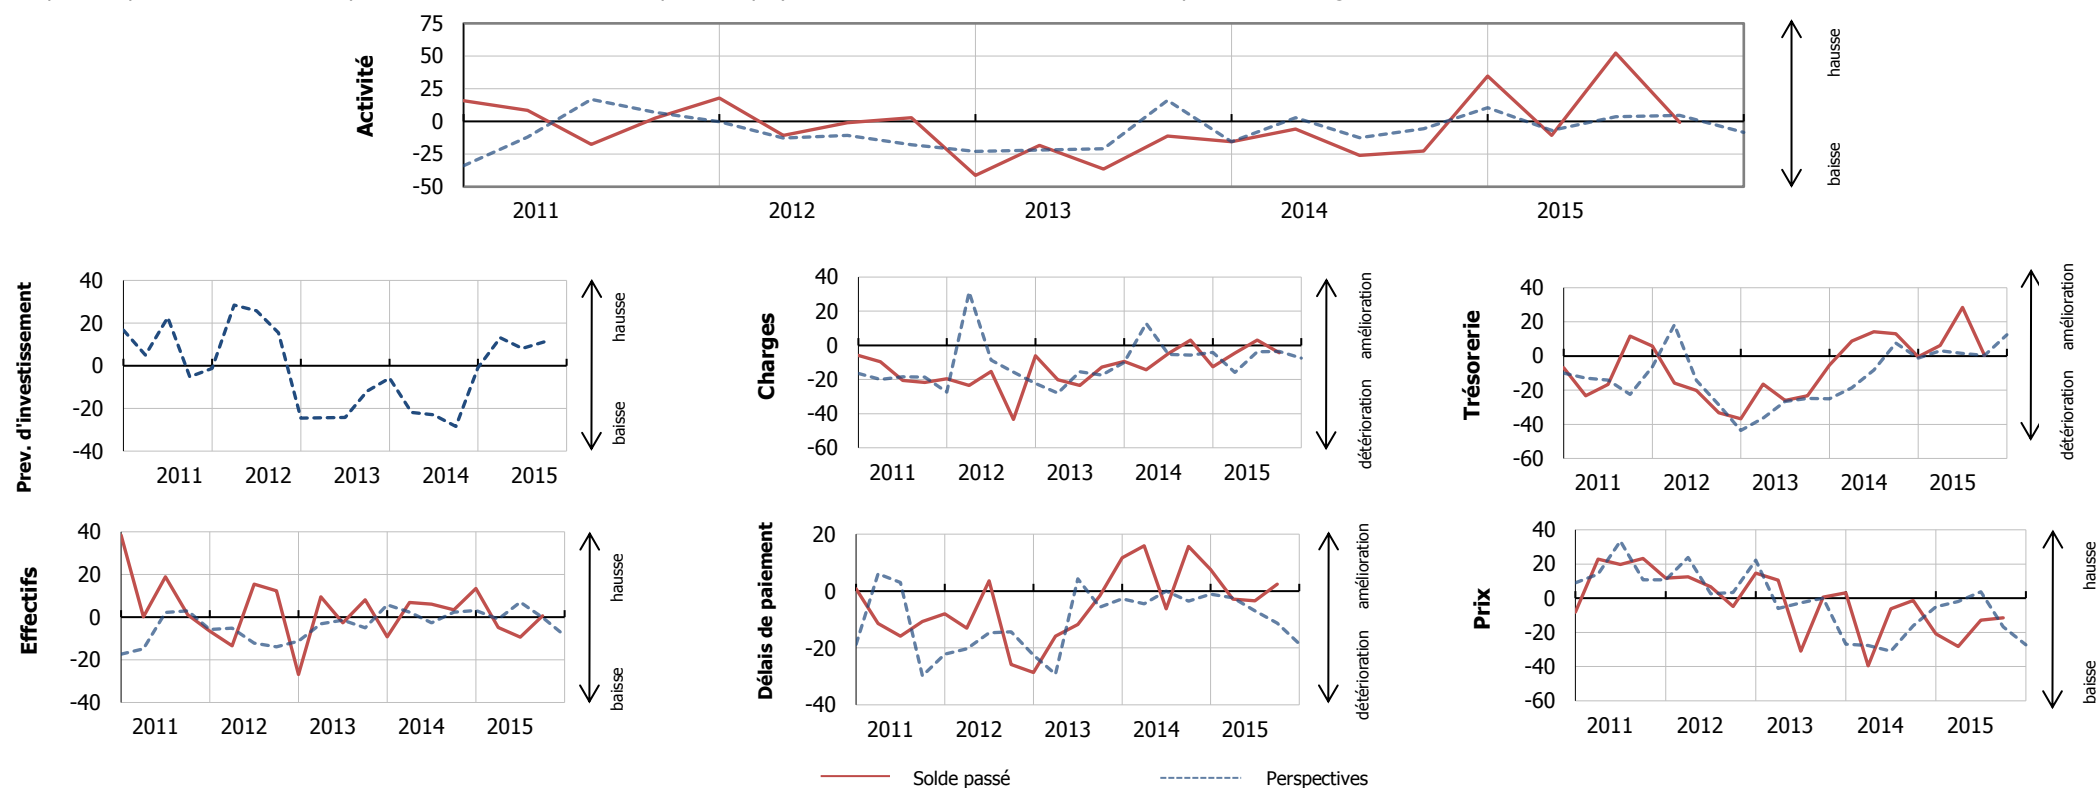 75
50
25
0
-25
-50
Activité
hausse
baisse
2011 2012 2013 2014 2015
Prev. d'investissement
40
20
0
-20
-40
hausse
baisse
2011 2012 2013 2014 2015
Charges
40
20
0
-20
-40
-60
amélioration
détérioration
2011 2012 2013 2014 2015
Trésorerie
40
20
0
-20
-40
-60
amélioration
détérioration
2011 2012 2013 2014 2015
Effectifs
40
20
0
-20
-40
hausse
baisse
2011 2012 2013 2014 2015
Délais de paiement
20
0
-20
-40
amélioration
détérioration
2011 2012 2013 2014 2015
Prix
40
20
0
-20
-40
-60
hausse
baisse
2011 2012 2013 2014 2015
Solde passé Perspectives